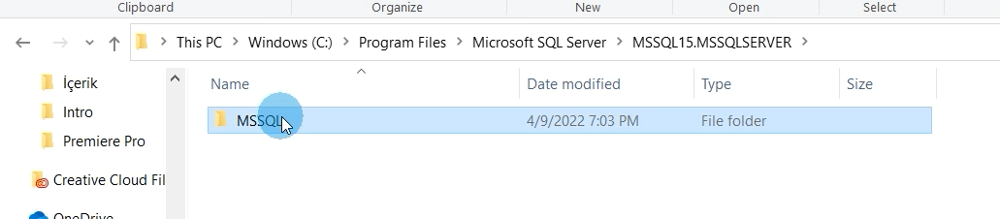 Clipboard Organize New Open Select
This PC > Windows (C:) > Program Files > Microsoft SQL Server > MSSQL15.MSSQLSERVER >
Name Date modified Type Size
MSSQL 4/9/2022 7:03 PM File folder
İçerik
Intro
Premiere Pro
Creative Cloud Fil
OneDrive